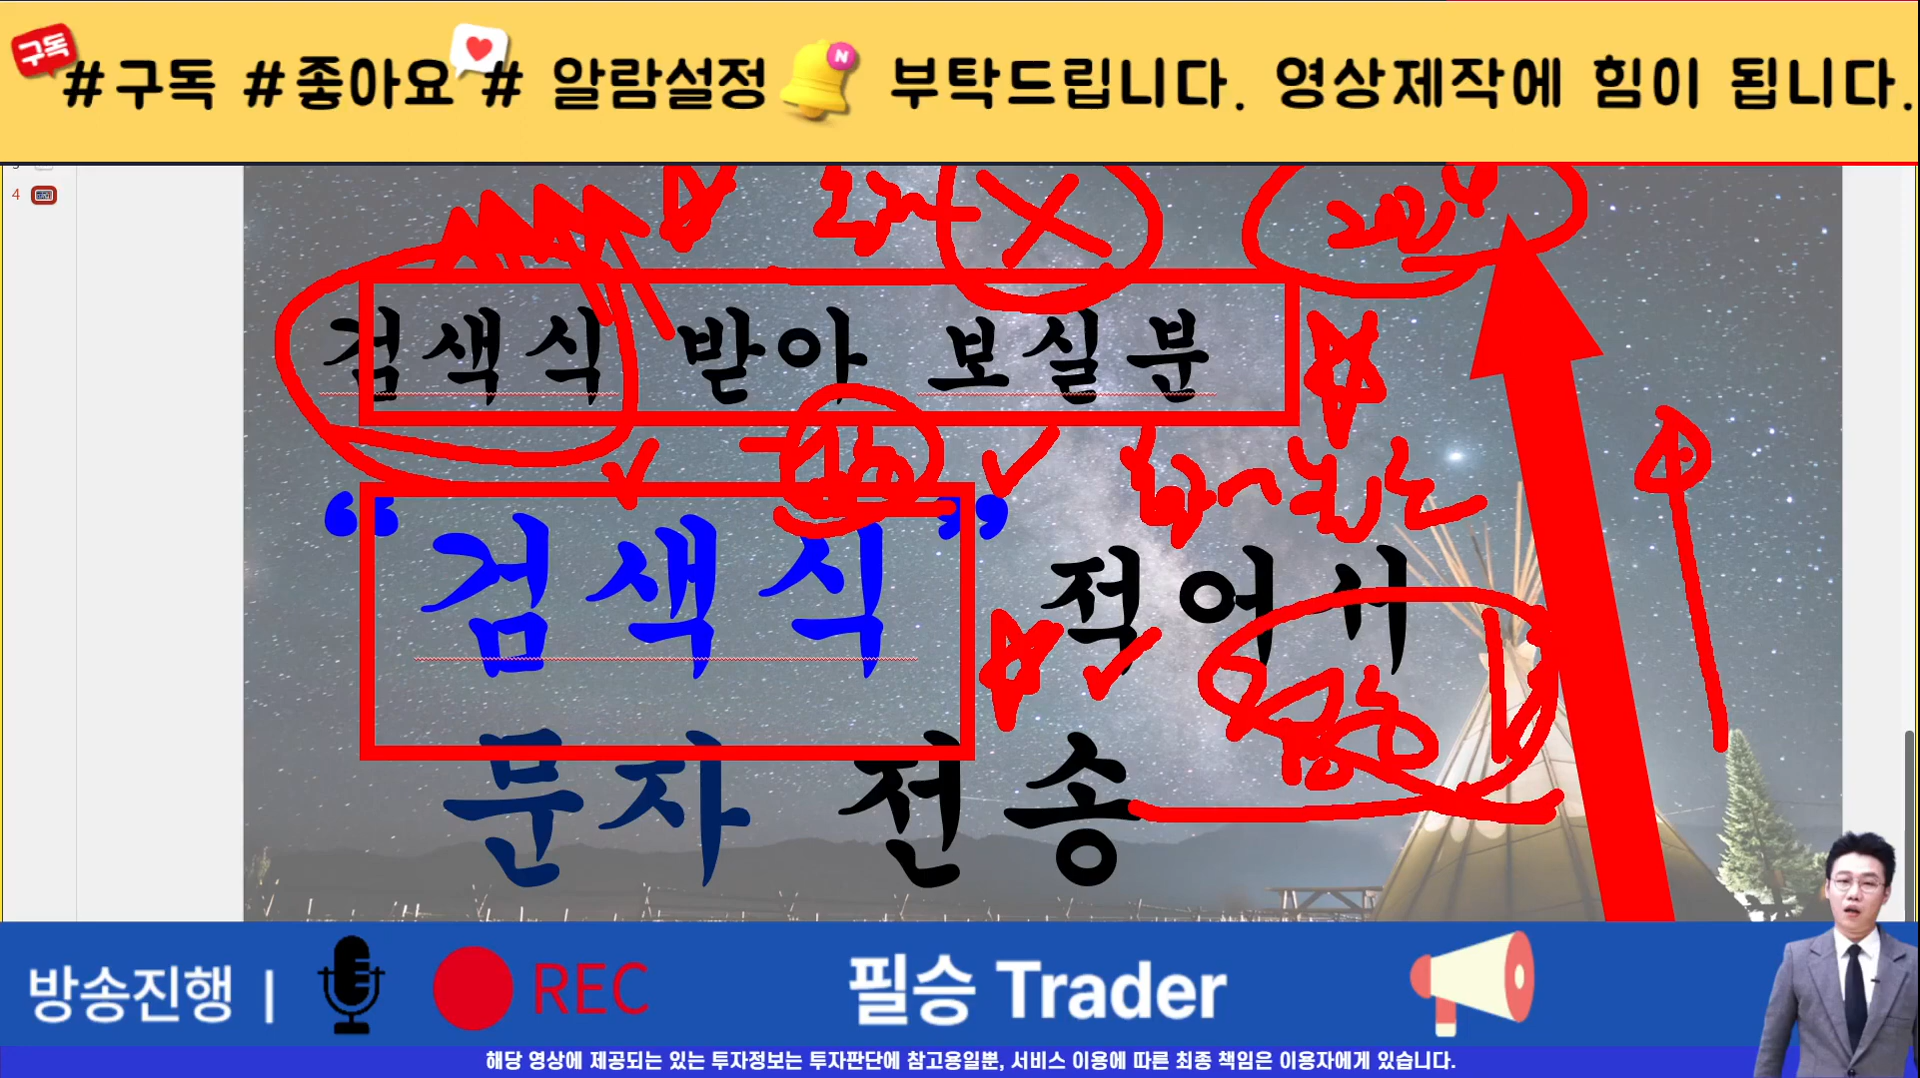 구독
#구독 #좋아요 # 알람설정 N 부탁드립니다. 영상제작에 힘이 됩니다.
4
검색식 받아 보실분
“검색식” 적어서
문자 전송
방송진행 | REC 필승 Trader
해당 영상에 제공되는 있는 투자정보는 투자판단에 참고용일뿐, 서비스 이용에 따른 최종 책임은 이용자에게 있습니다.